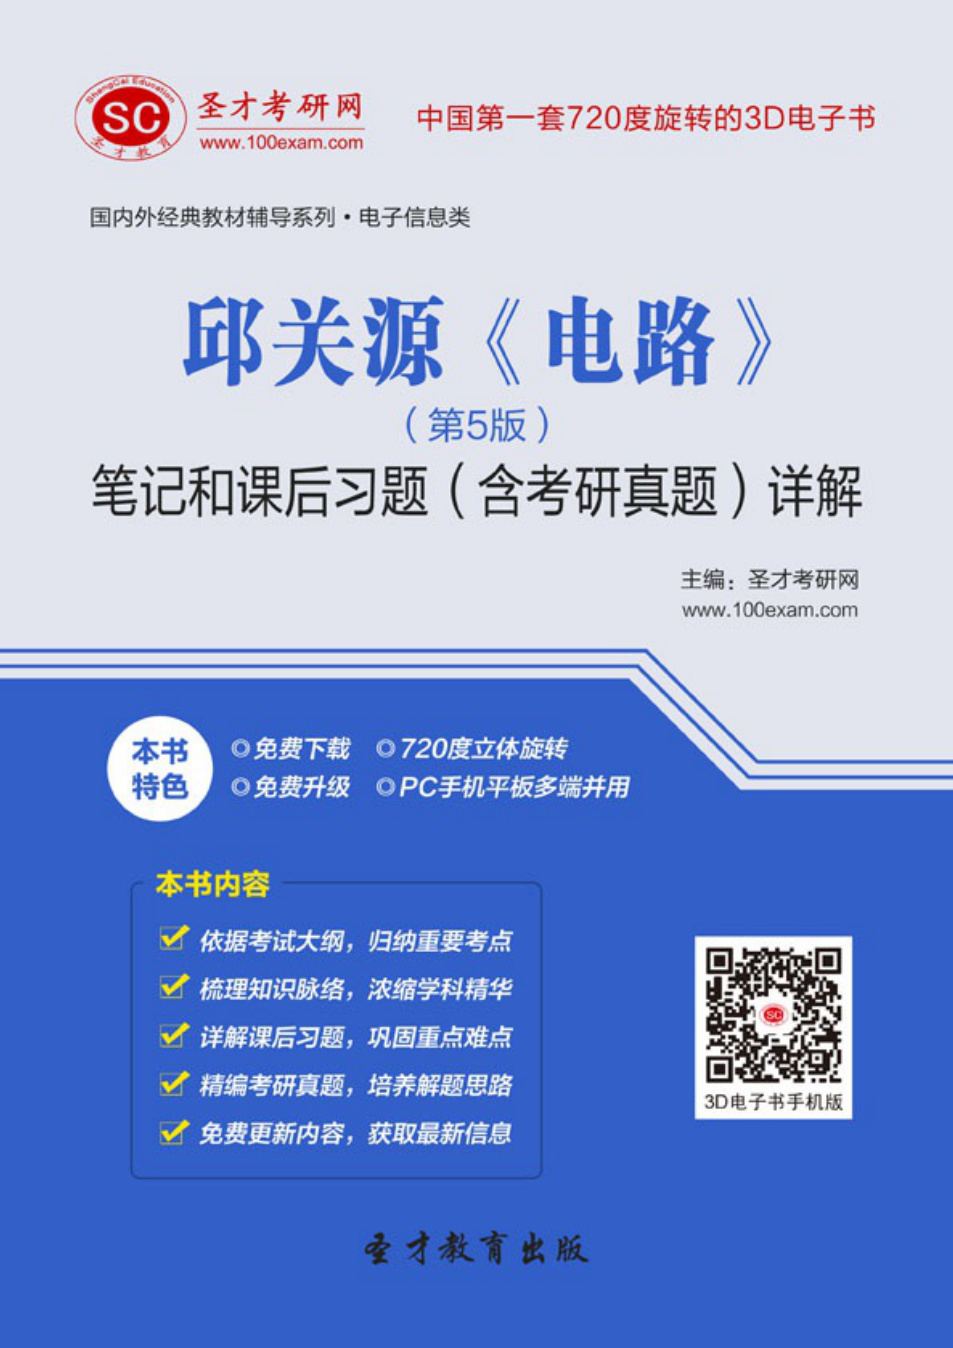 ShengCai Education
SC
圣才教育
圣才考研网
www.100exam.com
中国第一套720度旋转的3D电子书
国内外经典教材辅导系列·电子信息类
邱关源《电路》
（第5版）
笔记和课后习题（含考研真题）详解
主编：圣才考研网
www.100exam.com
本书
特色
◎免费下载 ◎720度立体旋转
◎免费升级 ◎PC手机平板多端并用
本书内容
依据考试大纲，归纳重要考点
梳理知识脉络，浓缩学科精华
详解课后习题，巩固重点难点
精编考研真题，培养解题思路
免费更新内容，获取最新信息
SC
3D电子书手机版
圣才教育出版